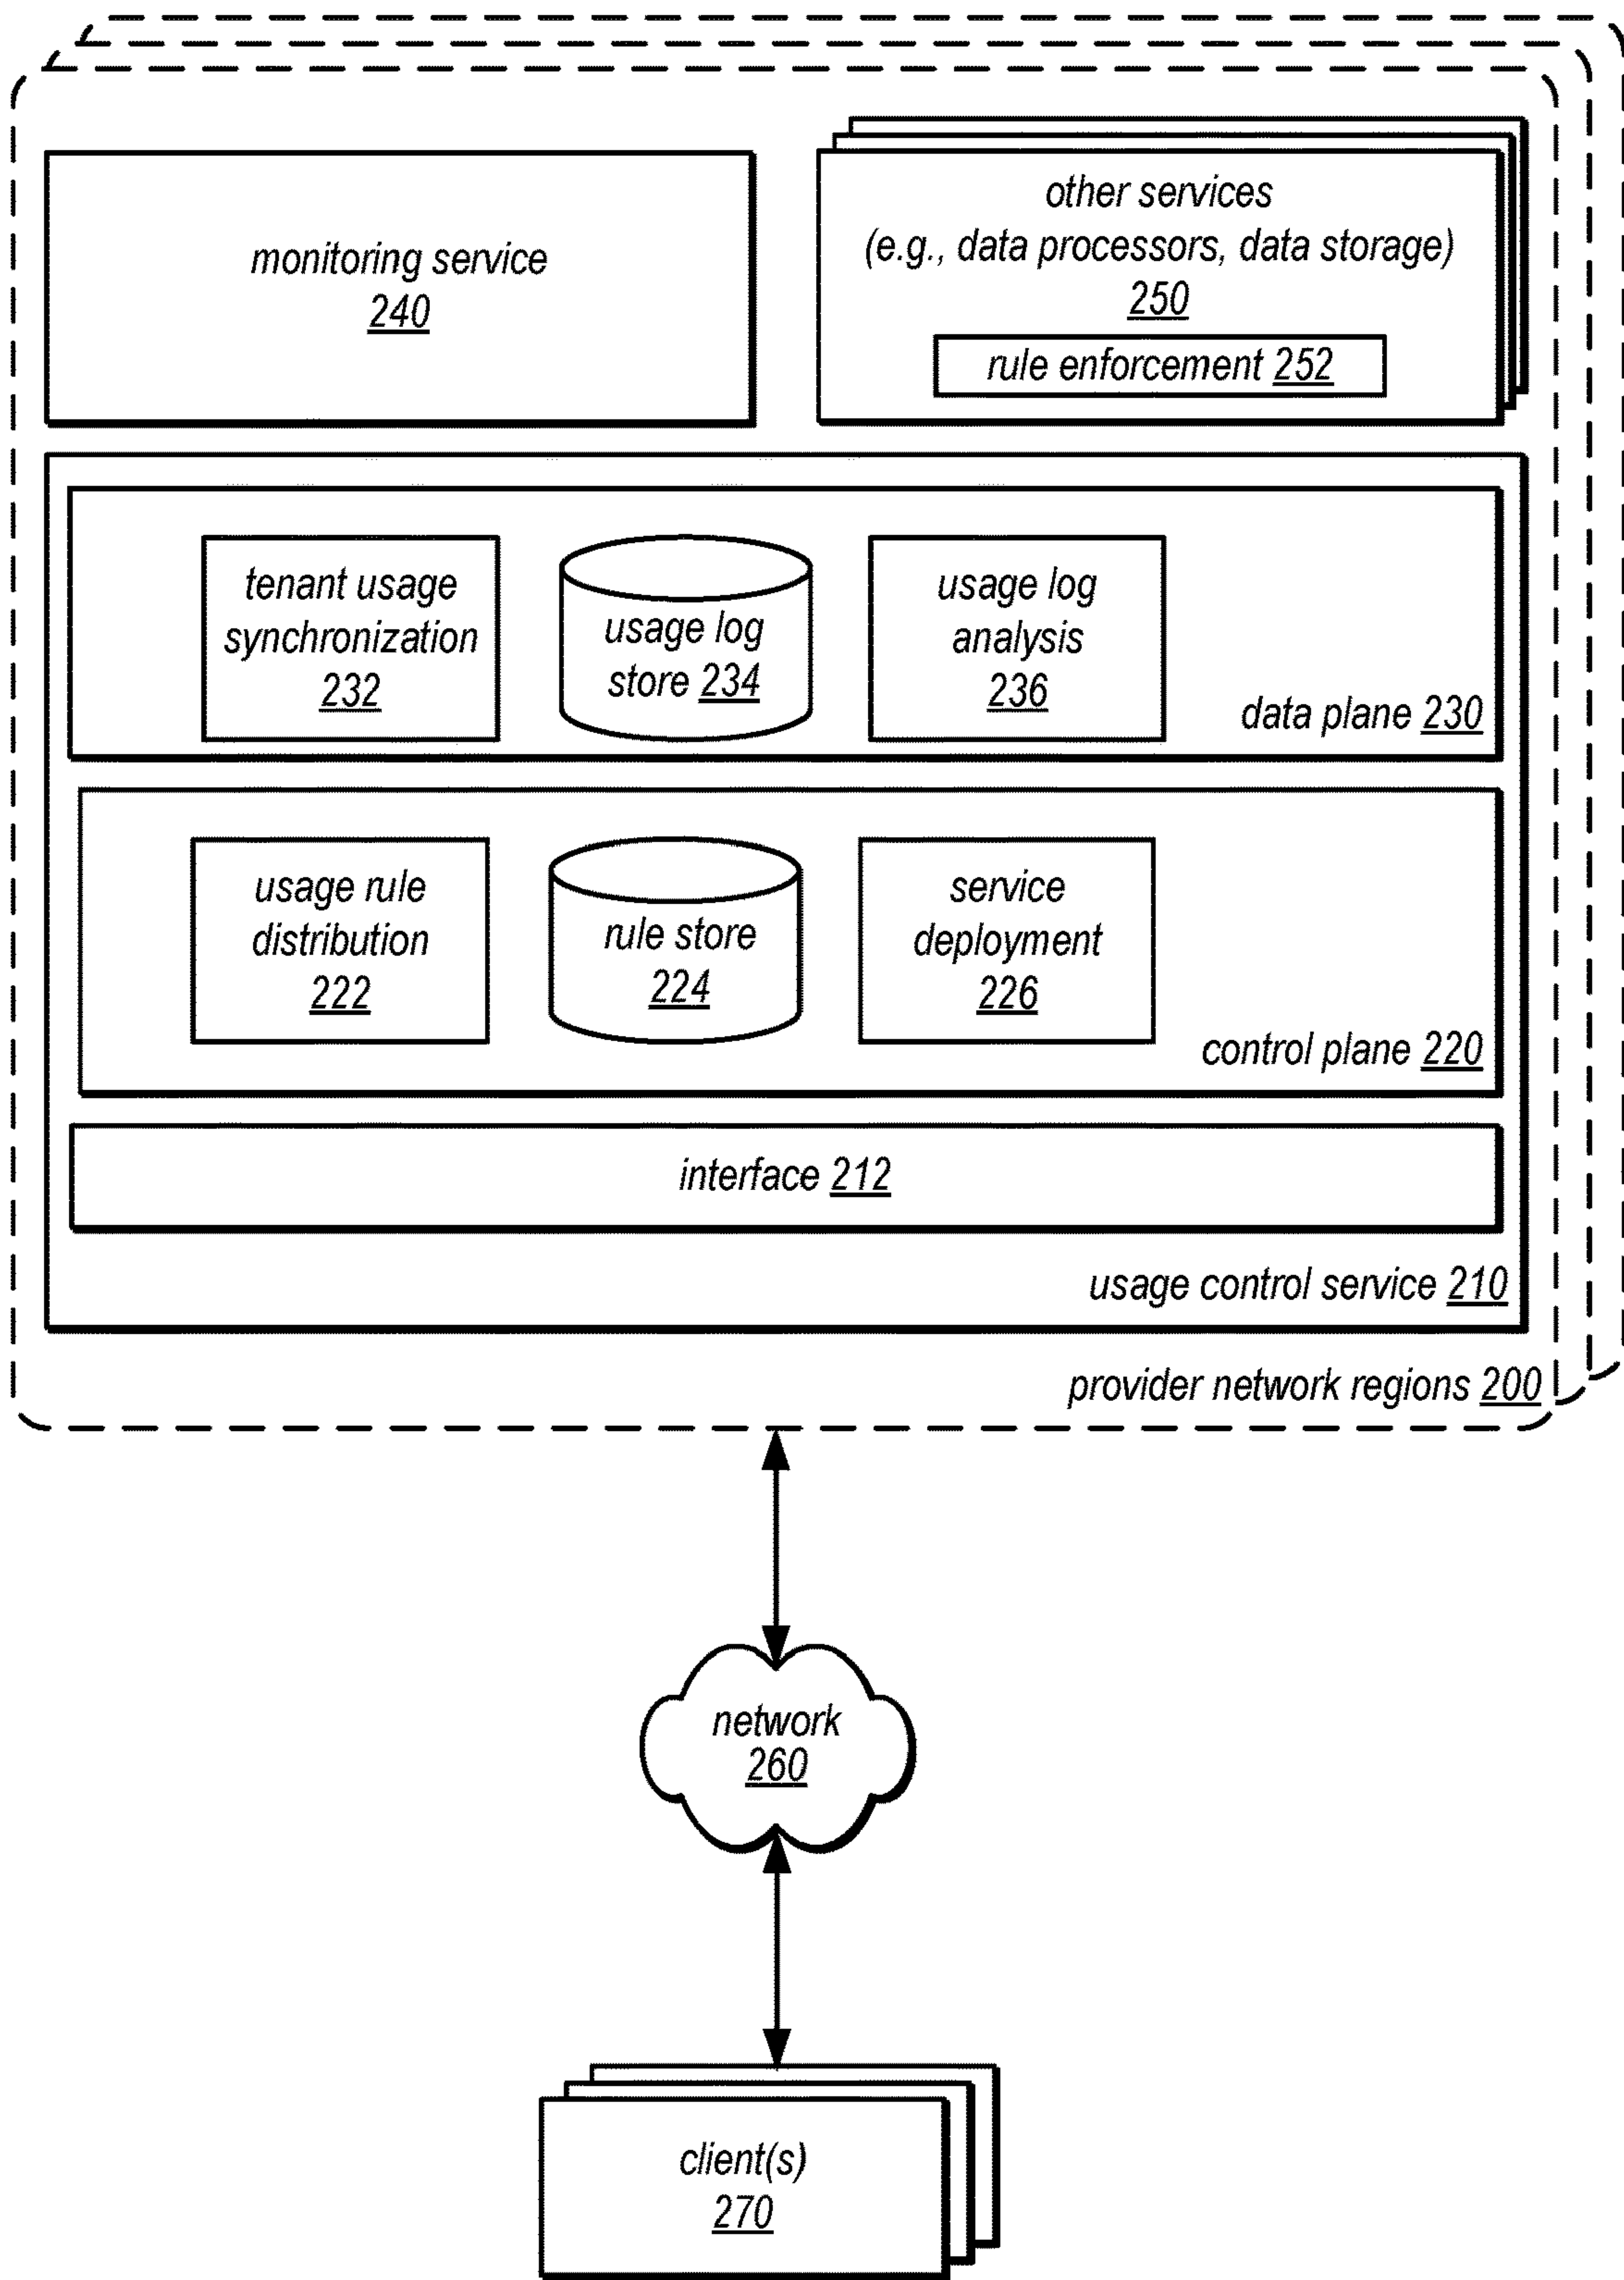 monitoring service
240
other services
(e.g., data processors, data storage)
250
rule enforcement 252
tenant usage
synchronization
232
usage log
store 234
usage log
analysis
236
data plane 230
usage rule
distribution
222
rule store
224
service
deployment
226
control plane 220
interface 212
usage control service 210
provider network regions 200
network
260
client(s)
270